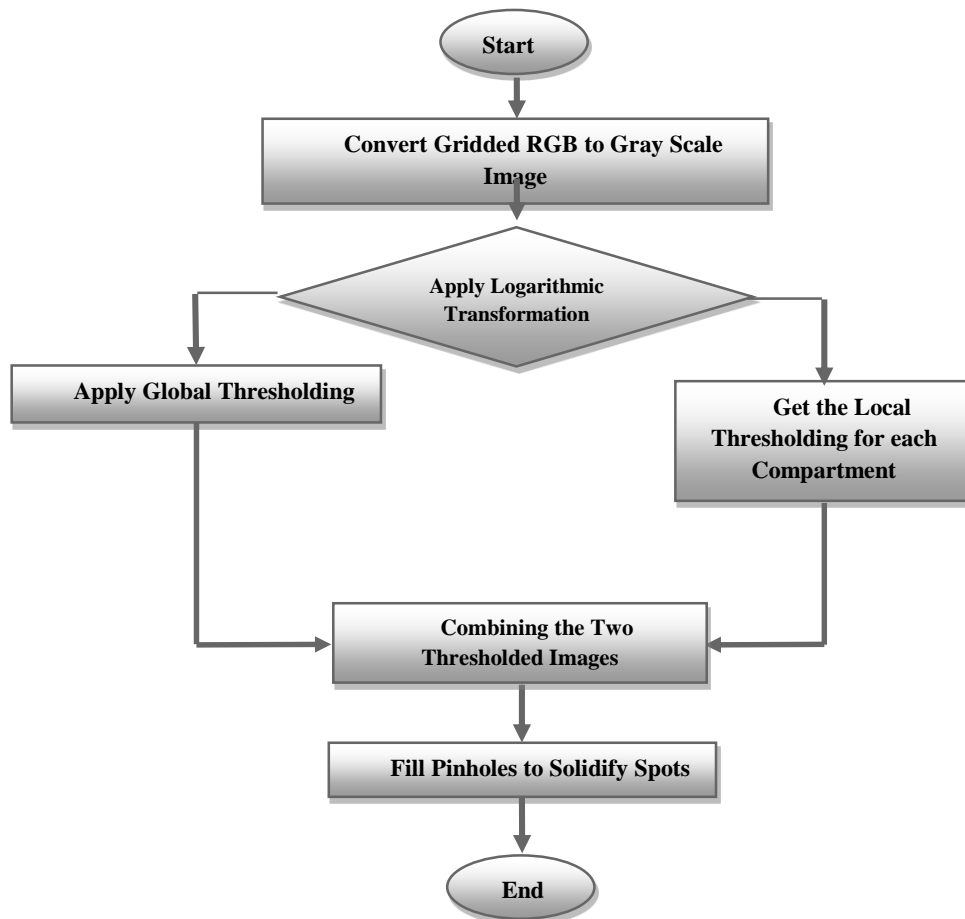 Start
Convert Gridded RGB to Gray Scale
Image
Apply Logarithmic
Transformation
Apply Global Thresholding
Get the Local
Thresholding for each
Compartment
Combining the Two
Thresholded Images
Fill Pinholes to Solidify Spots
End